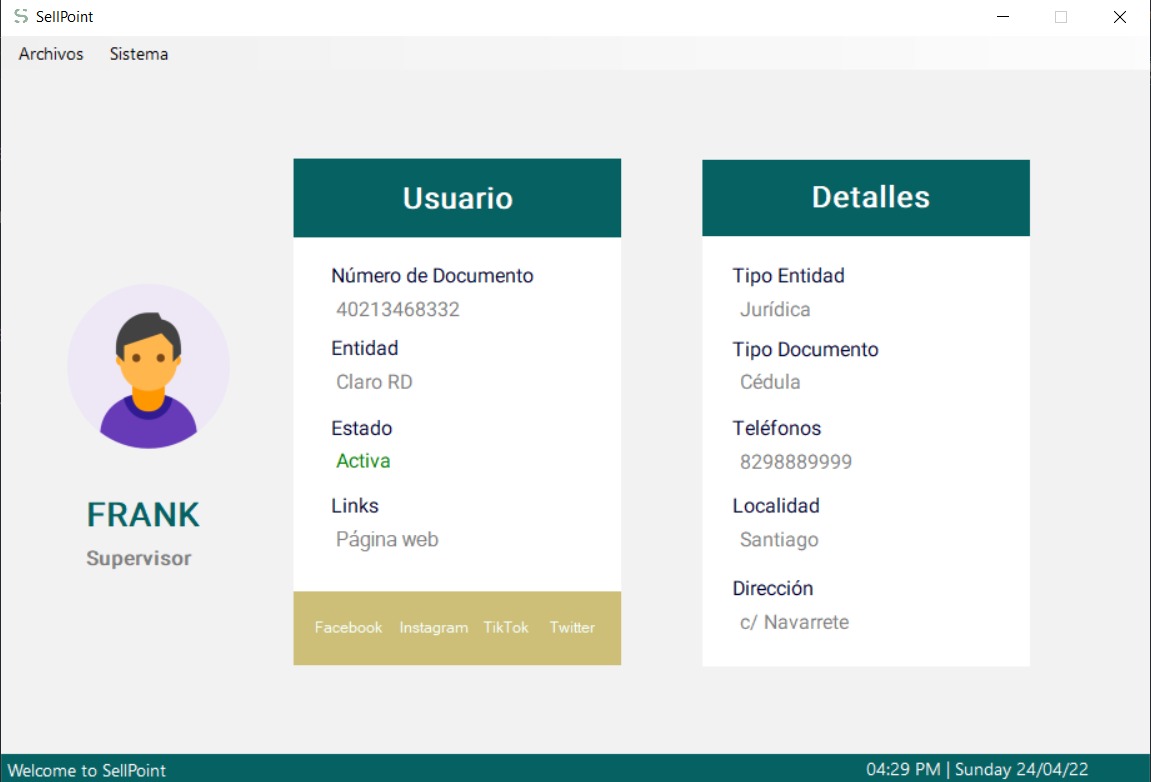 SellPoint
Archivos Sistema
FRANK
Supervisor
Usuario
Número de Documento
40213468332
Entidad
Claro RD
Estado
Activa
Links
Página web
Facebook Instagram TikTok Twitter
Detalles
Tipo Entidad
Jurídica
Tipo Documento
Cédula
Teléfonos
8298889999
Localidad
Santiago
Dirección
c/ Navarrete
Welcome to SellPoint
04:29 PM | Sunday 24/04/22